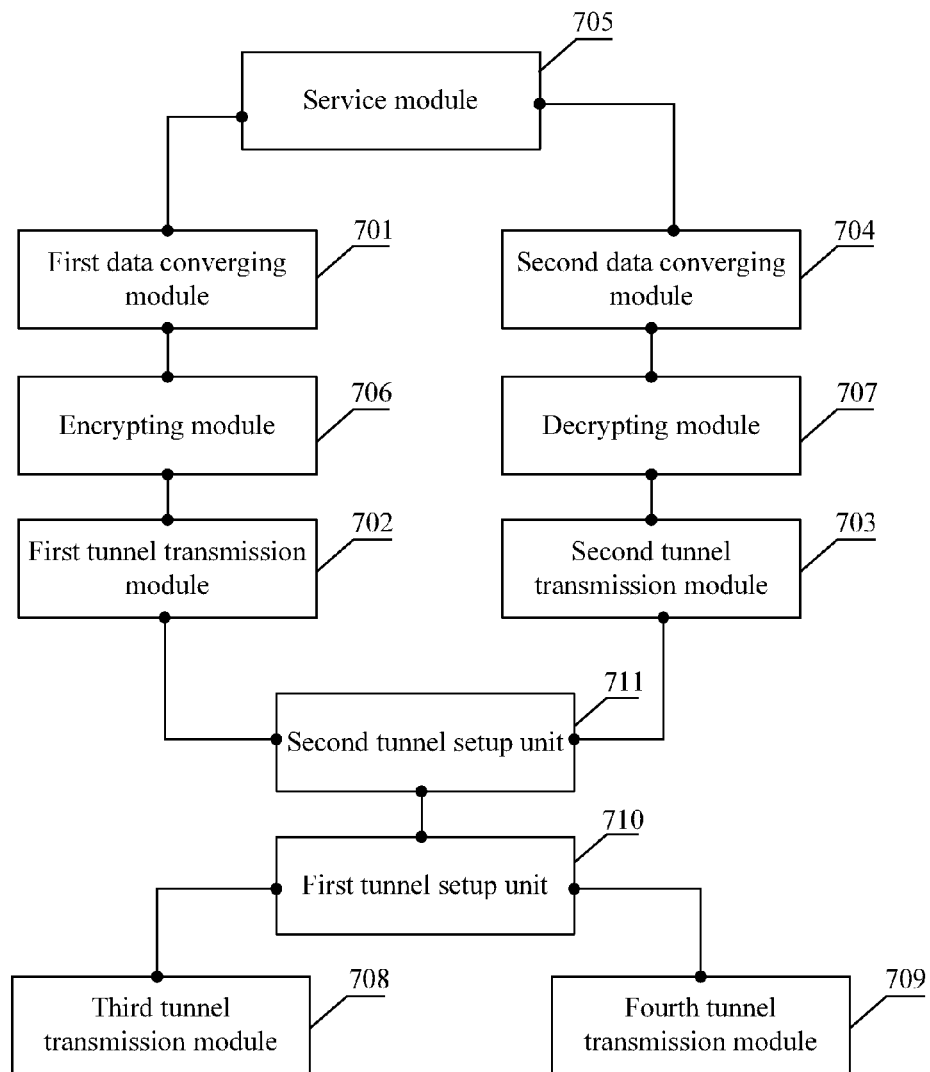 705
Service module
701
First data converging
module
704
Second data converging
module
706
Encrypting module
707
Decrypting module
702
First tunnel transmission
module
703
Second tunnel
transmission module
711
Second tunnel setup unit
710
First tunnel setup unit
708
Third tunnel
transmission module
709
Fourth tunnel
transmission module